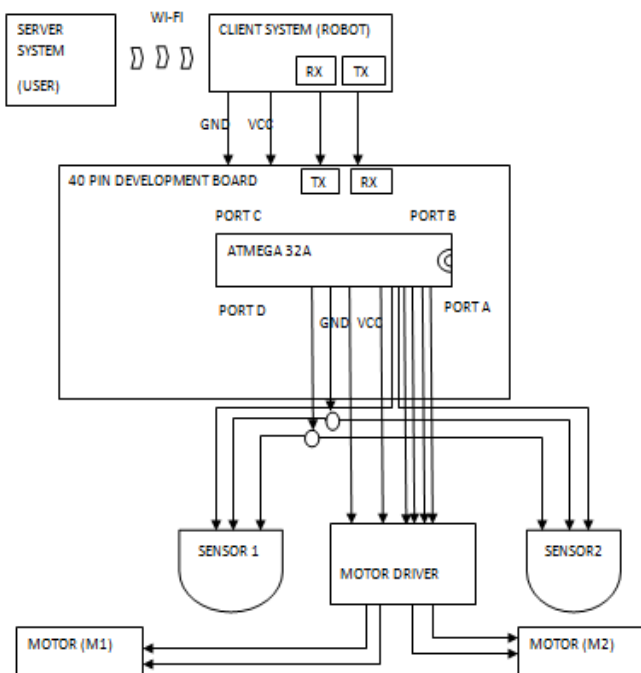 SERVER
SYSTEM
(USER)
WI-FI
CLIENT SYSTEM (ROBOT)
RX
TX
GND
VCC
40 PIN DEVELOPMENT BOARD
TX
RX
PORT C
PORT B
ATMEGA 32A
PORT D
GND
VCC
PORT A
SENSOR 1
MOTOR DRIVER
SENSOR2
MOTOR (M1)
MOTOR (M2)